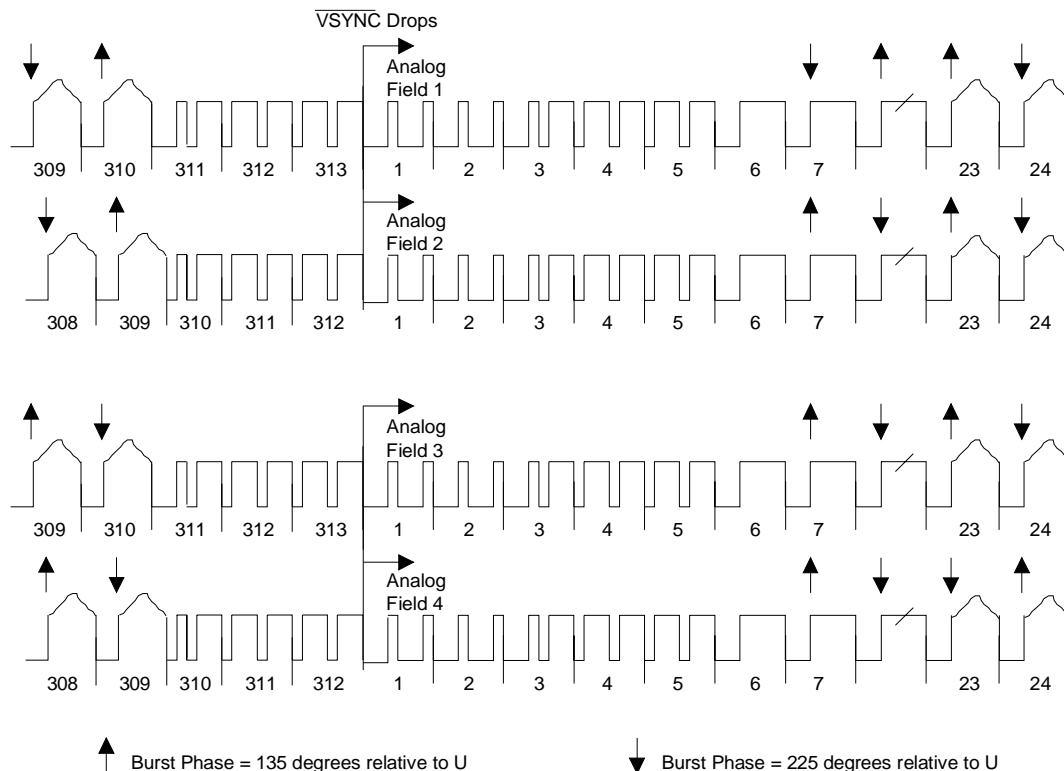 VSYNC Drops
Analog
Field 1
309 310 311 312 313 1 2 3 4 5 6 7 23 24
Analog
Field 2
308 309 310 311 312 1 2 3 4 5 6 7 23 24
Analog
Field 3
309 310 311 312 313 1 2 3 4 5 6 7 23 24
Analog
Field 4
308 309 310 311 312 1 2 3 4 5 6 7 23 24
Burst Phase = 135 degrees relative to U Burst Phase = 225 degrees relative to U